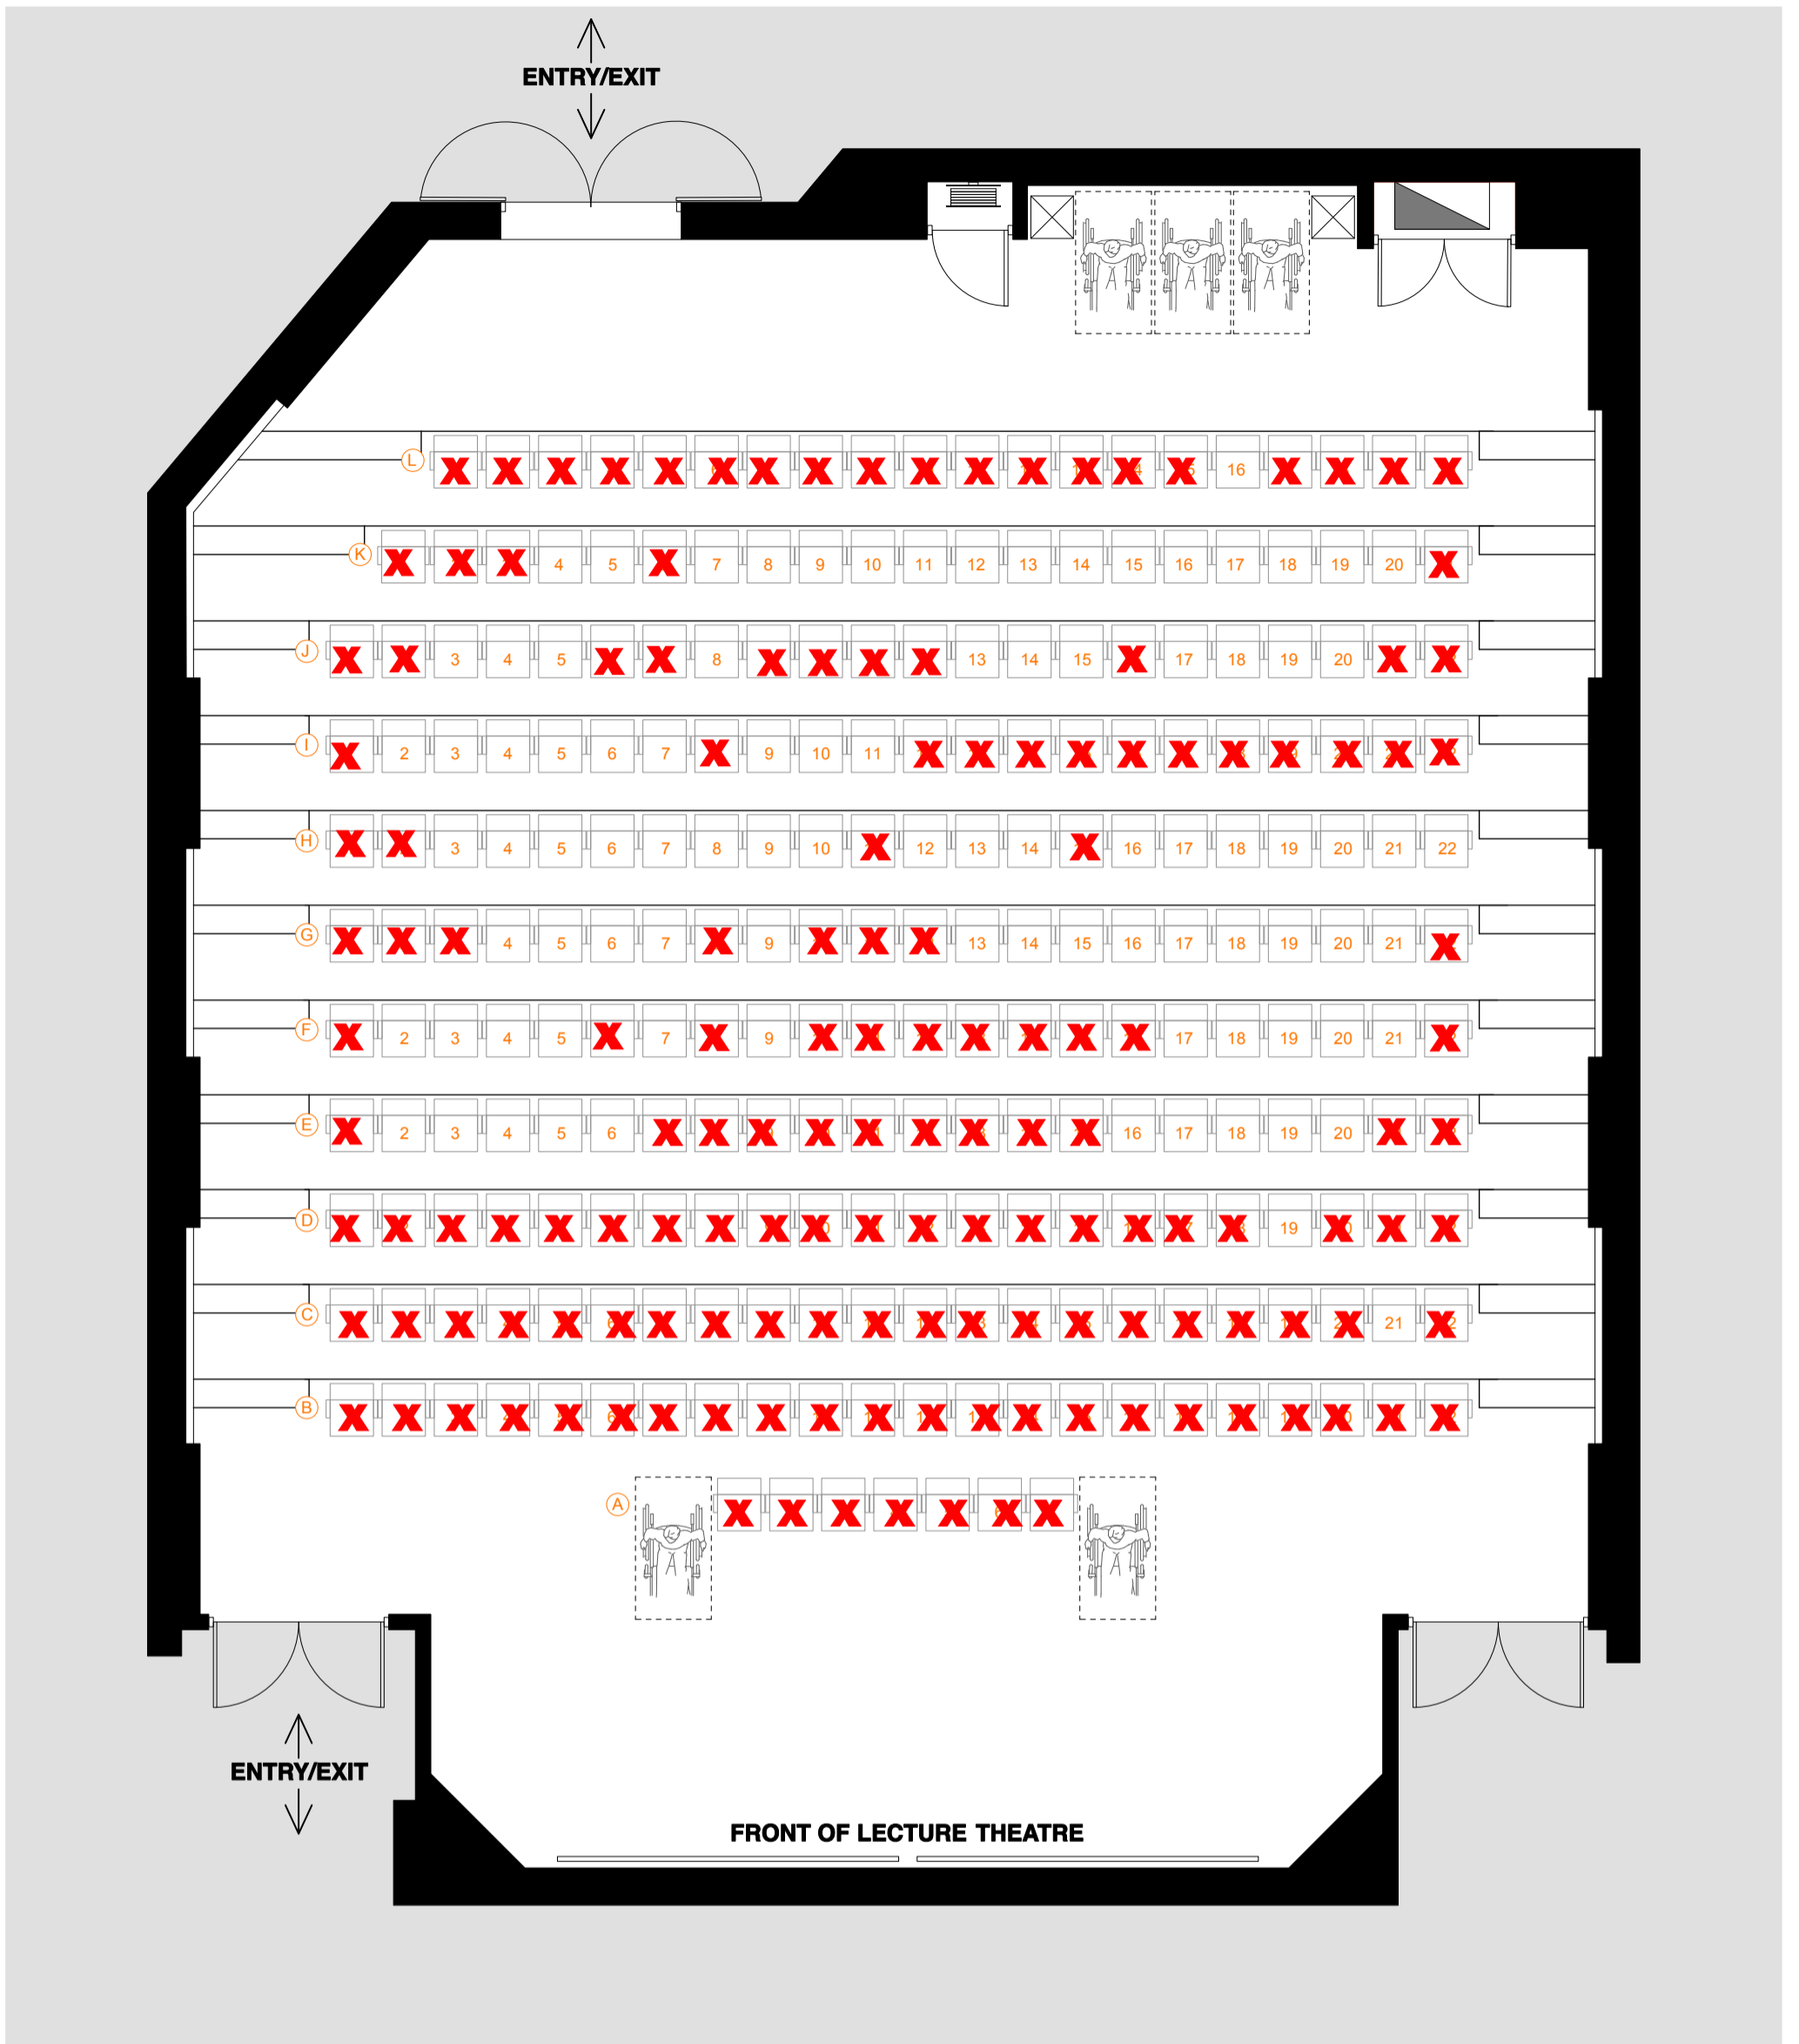 ENTRY/EXIT
L 16
K 4 5 7 8 9 10 11 12 13 14 15 16 17 18 19 20
J 3 4 5 8 13 14 15 17 18 19 20
I 2 3 4 5 6 7 9 10 11
H 3 4 5 6 7 8 9 10 12 13 14 16 17 18 19 20 21 22
G 4 5 6 7 9 13 14 15 16 17 18 19 20 21
F 2 3 4 5 7 9 17 18 19 20 21
E 2 3 4 5 6 16 17 18 19 20
D 19
C 21
B
A
ENTRY/EXIT
FRONT OF LECTURE THEATRE